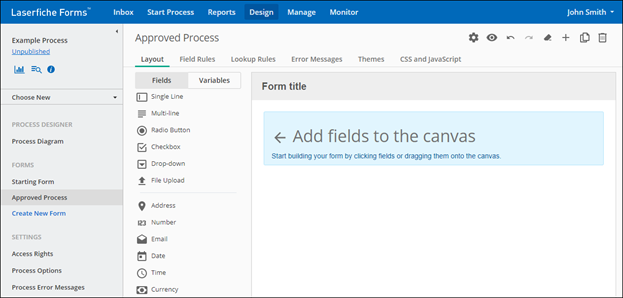 Laserfiche Forms™ Inbox Start Process Reports Design Manage Monitor John Smith
Example Process
Unpublished
Choose New
PROCESS DESIGNER
Process Diagram
FORMS
Starting Form
Approved Process
Create New Form
SETTINGS
Access Rights
Process Options
Process Error Messages
Approved Process
Layout Field Rules Lookup Rules Error Messages Themes CSS and JavaScript
Fields Variables
Single Line
Multi-line
Radio Button
Checkbox
Drop-down
File Upload
Address
Number
Email
Date
Time
Currency
Form title
Add fields to the canvas
Start building your form by clicking fields or dragging them onto the canvas.